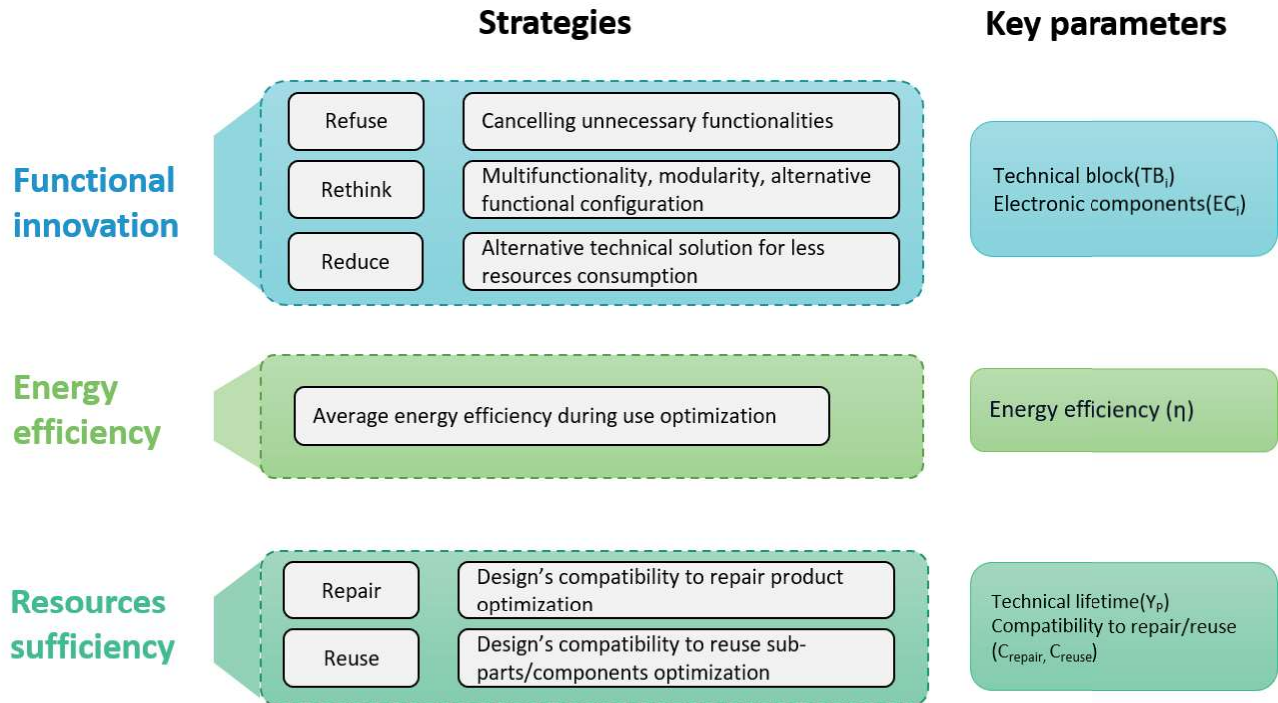 Strategies
Key parameters
Functional
innovation
Refuse
Cancelling unnecessary functionalities
Rethink
Multifunctionality, modularity, alternative
functional configuration
Reduce
Alternative technical solution for less
resources consumption
Technical block(TBi)
Electronic components(ECi)
Energy
efficiency
Average energy efficiency during use optimization
Energy efficiency (η)
Resources
sufficiency
Repair
Design’s compatibility to repair product
optimization
Reuse
Design’s compatibility to reuse sub-
parts/components optimization
Technical lifetime(YP)
Compatibility to repair/reuse
(Crepair, Creuse)